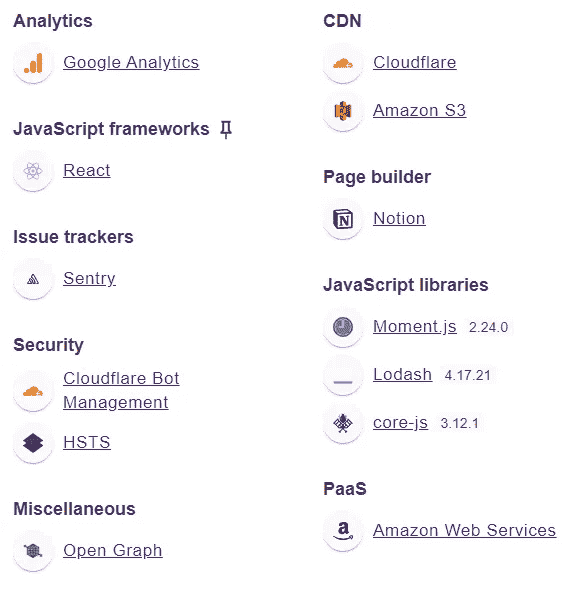 Analytics
Google Analytics
JavaScript frameworks
React
Issue trackers
Sentry
Security
Cloudflare Bot
Management
HSTS
Miscellaneous
Open Graph
CDN
Cloudflare
Amazon S3
Page builder
Notion
JavaScript libraries
Moment.js 2.24.0
Lodash 4.17.21
core-js 3.12.1
PaaS
Amazon Web Services